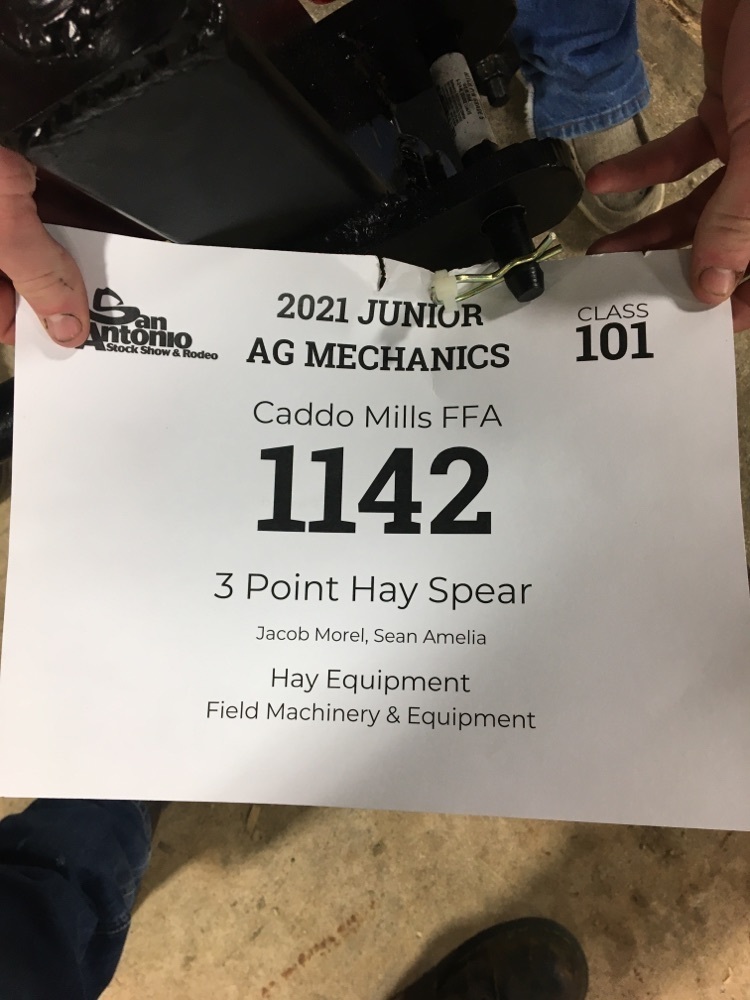 San
Antonio
Stock Show & Rodeo
2021 JUNIOR
AG MECHANICS
CLASS
101
Caddo Mills FFA
1142
3 Point Hay Spear
Jacob Morel, Sean Amelia
Hay Equipment
Field Machinery & Equipment